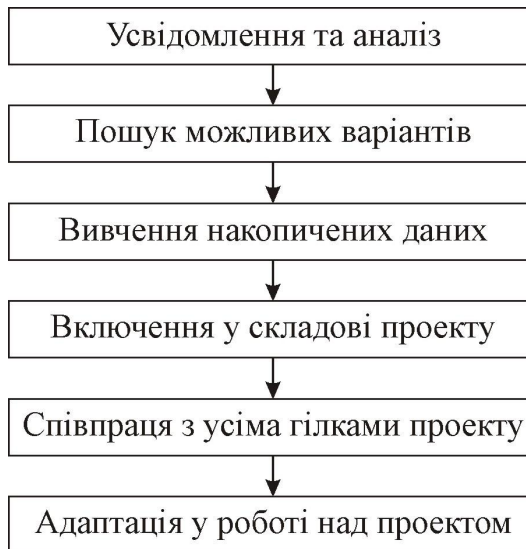 Усвідомлення та аналіз
Пошук можливих варіантів
Вивчення накопичених даних
Включення у складові проекту
Співпраця з усіма гілками проекту
Адаптація у роботі над проектом